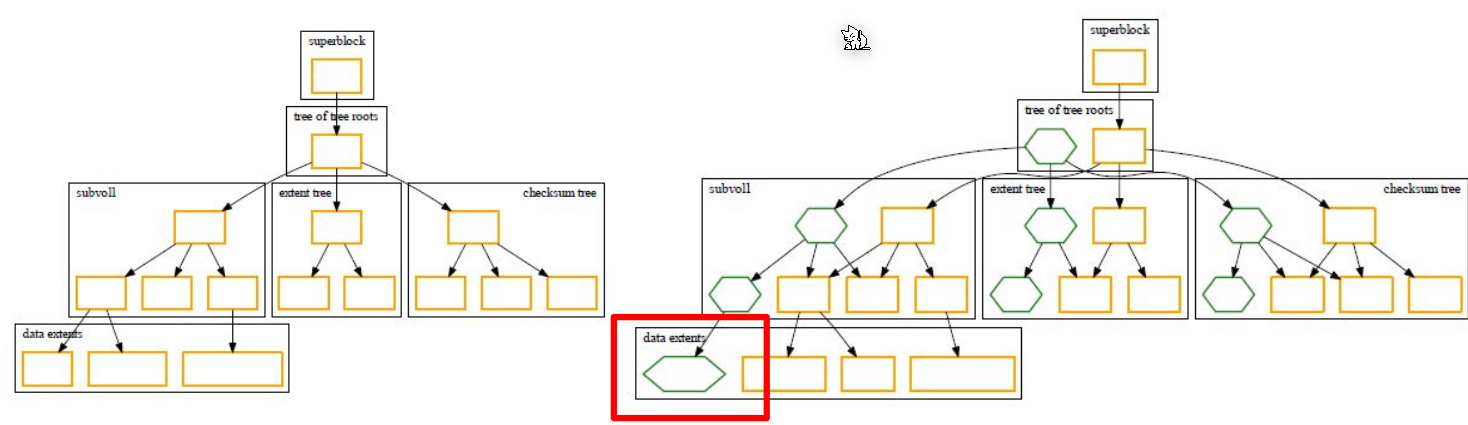 superblock
tree of tree roots
subvoll
extent tree
checksum tree
data extents
superblock
tree of tree roots
subvoll
extent tree
checksum tree
data extents